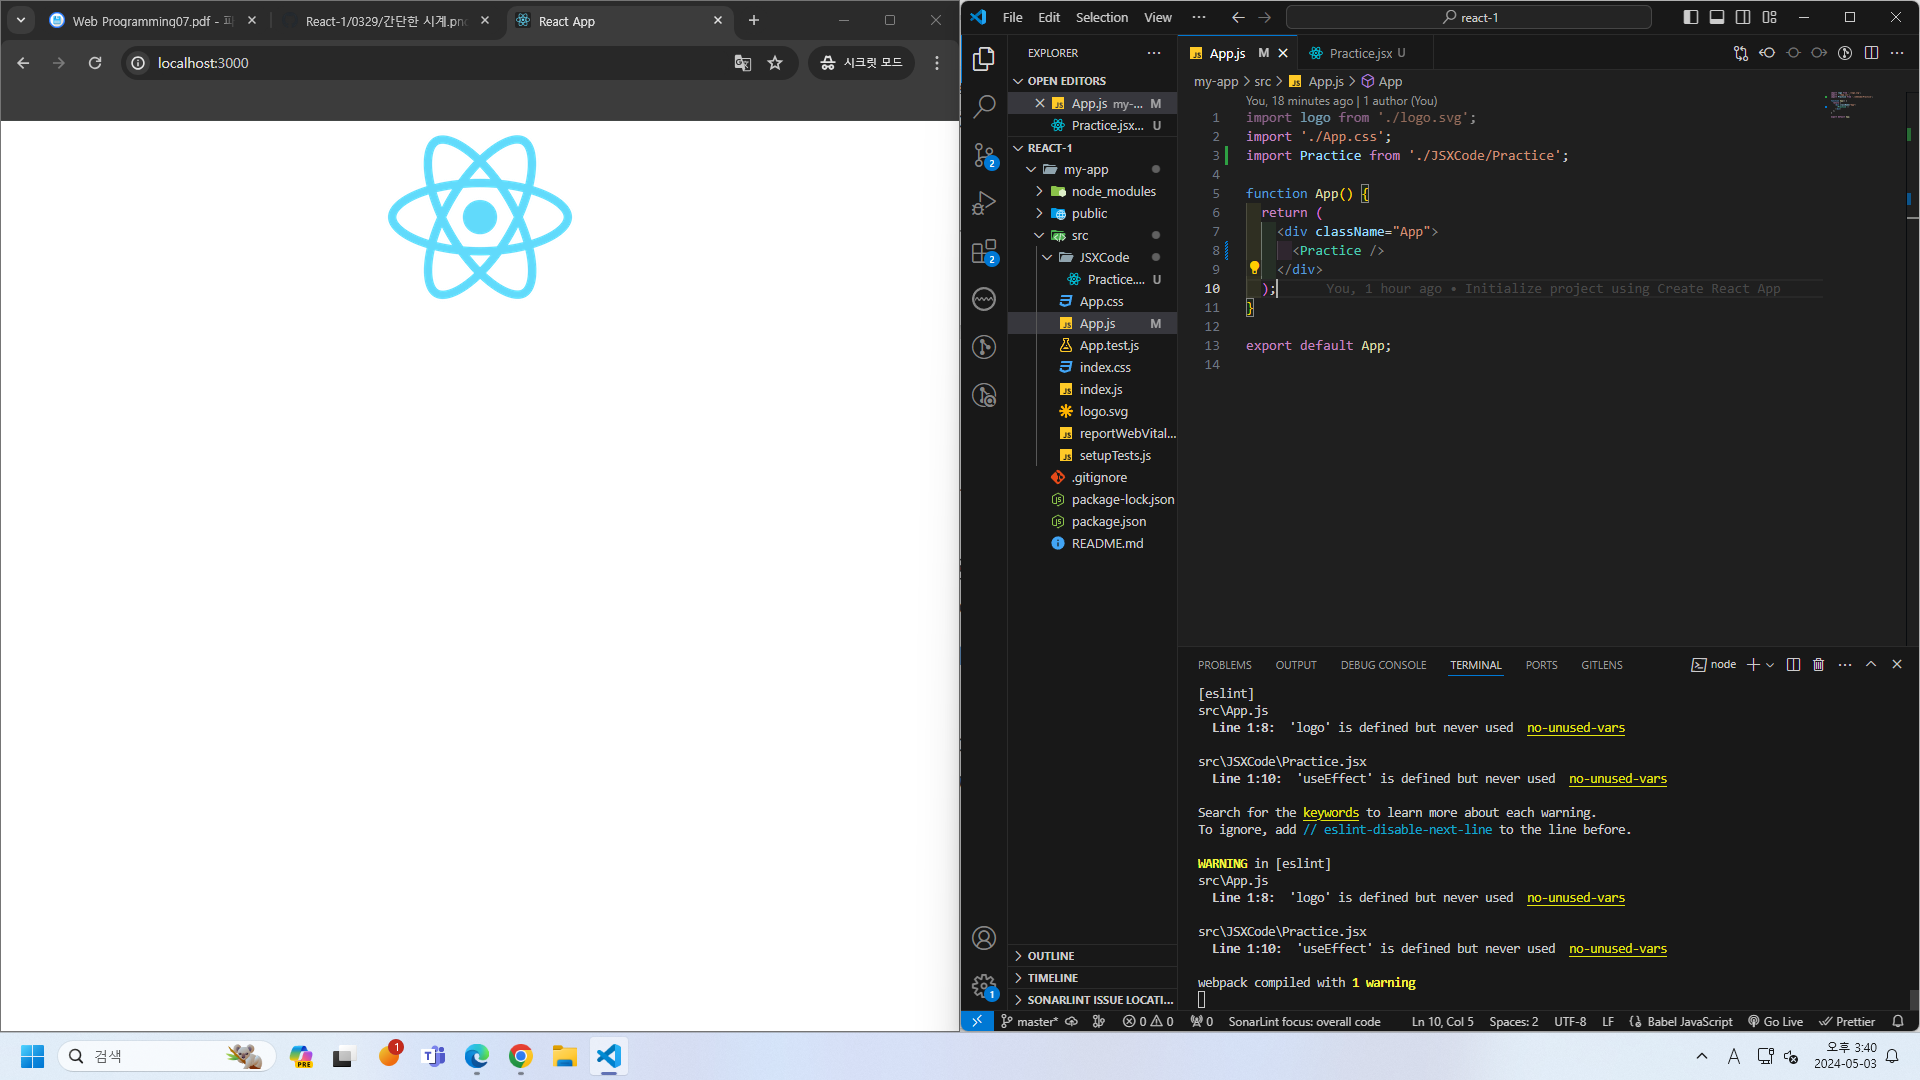 Web Programming07.pdf - 피
React-1/0329/간단한 시계.pnc
React App
localhost:3000
시크릿 모드
File Edit Selection View ···
react-1
EXPLORER
OPEN EDITORS
App.js my-... M
Practice.jsx... U
REACT-1
my-app
node_modules
public
src
JSXCode
Practice.... U
App.css
App.js M
App.test.js
index.css
index.js
logo.svg
reportWebVital...
setupTests.js
.gitignore
package-lock.json
package.json
README.md
OUTLINE
TIMELINE
SONARLINT ISSUE LOCATI...
2
2
1
App.js M
Practice.jsx U
my-app > src > App.js > App
You, 18 minutes ago | 1 author (You)
1 import logo from './logo.svg';
2 import './App.css';
3 import Practice from './JSXCode/Practice';
4
5 function App() {
6 return (
7 <div className="App">
8 <Practice />
9 </div>
10 ); You, 1 hour ago • Initialize project using Create React App
11 }
12
13 export default App;
14
PROBLEMS OUTPUT DEBUG CONSOLE TERMINAL PORTS GITLENS
node
[eslint]
src\App.js
Line 1:8: 'logo' is defined but never used no-unused-vars
src\JSXCode\Practice.jsx
Line 1:10: 'useEffect' is defined but never used no-unused-vars
Search for the keywords to learn more about each warning.
To ignore, add // eslint-disable-next-line to the line before.
WARNING in [eslint]
src\App.js
Line 1:8: 'logo' is defined but never used no-unused-vars
src\JSXCode\Practice.jsx
Line 1:10: 'useEffect' is defined but never used no-unused-vars
webpack compiled with 1 warning
master* 0 0 0 SonarLint focus: overall code Ln 10, Col 5 Spaces: 2 UTF-8 LF Babel JavaScript Go Live Prettier
검색
PRE
1
A
오후 3:40
2024-05-03